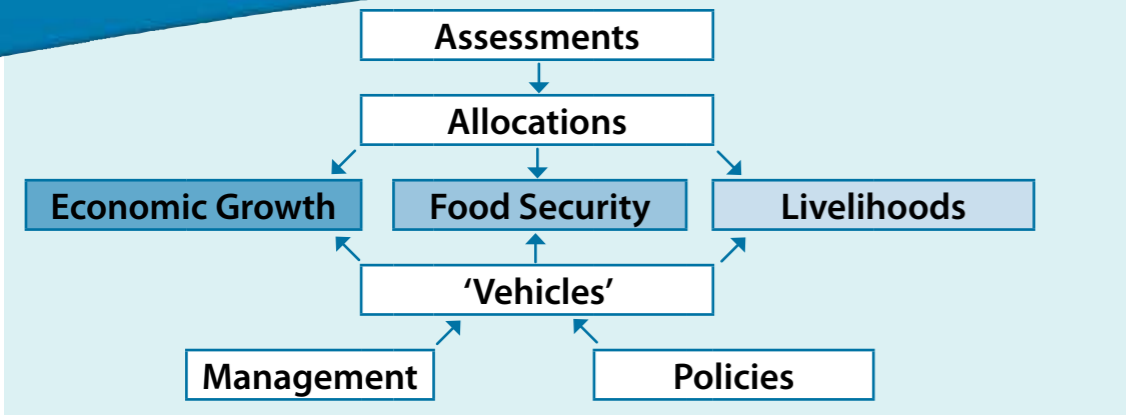 Assessments
Allocations
Economic Growth
Food Security
Livelihoods
‘Vehicles’
Management
Policies